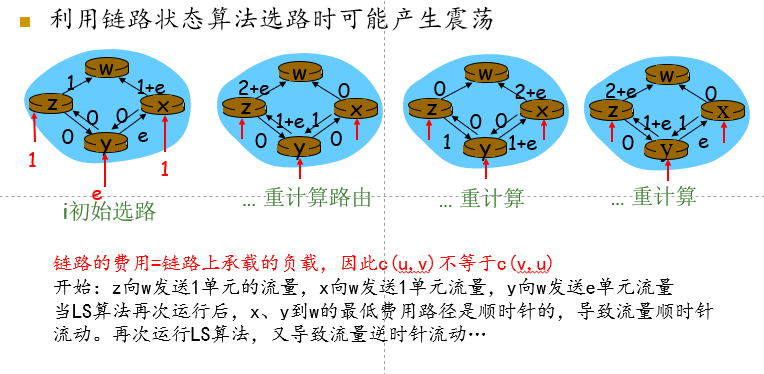 利用链路状态算法选路时可能产生震荡
w
1
1+e
z
x
0
0
0
e
y
1
1
e
i初始选路
w
2+e
0
z
x
1+e
1
0
0
y
… 重计算路由
w
0
2+e
z
x
0
0
1
1+e
y
… 重计算
w
2+e
0
z
x
1+e
1
0
e
y
… 重计算
链路的费用=链路上承载的负载，因此c(u,v)不等于c(v,u)
开始：z向w发送1单元的流量，x向w发送1单元流量，y向w发送e单元流量
当LS算法再次运行后，x、y到w的最低费用路径是顺时针的，导致流量顺时针
流动。再次运行LS算法，又导致流量逆时针流动…